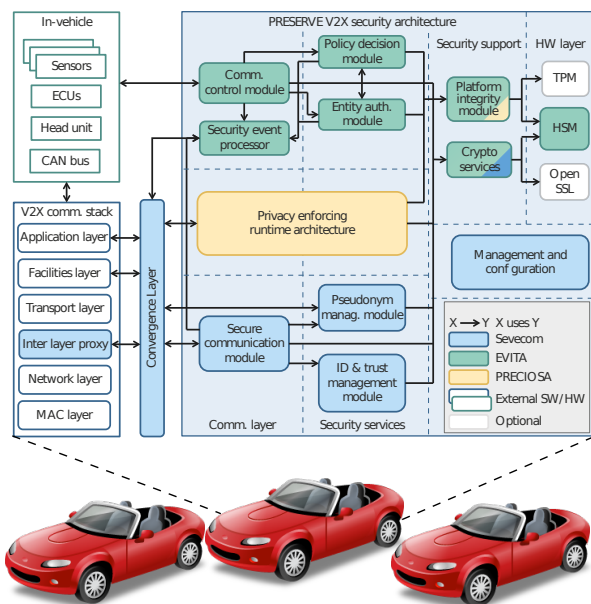 In-vehicle
Sensors
ECUs
Head unit
CAN bus
V2X comm. stack
Application layer
Facilities layer
Transport layer
Inter layer proxy
Network layer
MAC layer
Convergence Layer
PRESERVE V2X security architecture
Comm.
control module
Security event
processor
Policy decision
module
Entity auth.
module
Security support
Platform
integrity
module
Crypto
services
HW layer
TPM
HSM
Open
SSL
Privacy enforcing
runtime architecture
Management and
conf guration
Pseudonym
manag. module
Secure
communication
module
ID & trust
management
module
Comm. layer
Security services
X → Y X uses Y
Sevecom
EVITA
PRECIOSA
External SW/HW
Optional